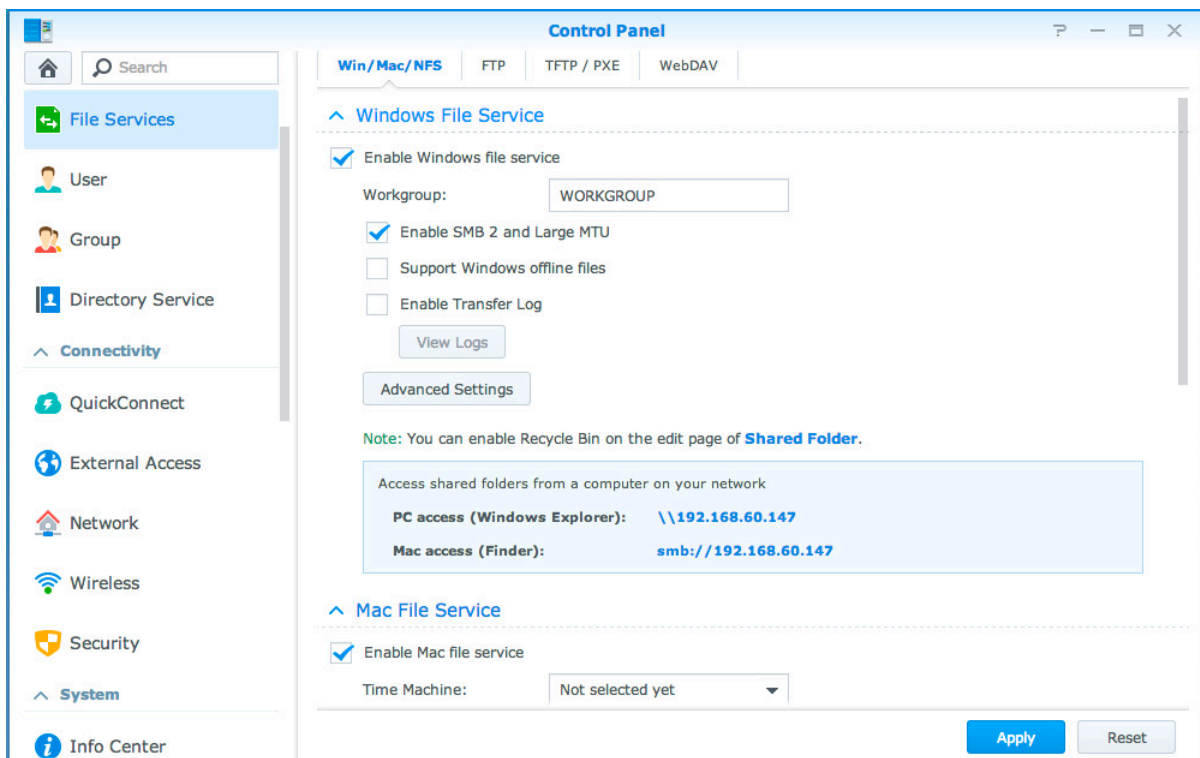 Control Panel
Search
Win/Mac/NFS FTP TFTP / PXE WebDAV
File Services
User
Group
Directory Service
Connectivity
QuickConnect
External Access
Network
Wireless
Security
System
Info Center
Windows File Service
Enable Windows file service
Workgroup: WORKGROUP
Enable SMB 2 and Large MTU
Support Windows offline files
Enable Transfer Log
View Logs
Advanced Settings
Note: You can enable Recycle Bin on the edit page of Shared Folder.
Access shared folders from a computer on your network
PC access (Windows Explorer): \\192.168.60.147
Mac access (Finder): smb://192.168.60.147
Mac File Service
Enable Mac file service
Time Machine: Not selected yet
Apply Reset